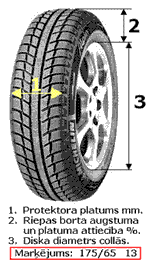 2
1
3
MICHELIN
1. Protektora platums mm.
2. Riepas borta augstuma
un platuma attiecība %.
3. Diska diametrs collās.
Marķējums: 175/65 13